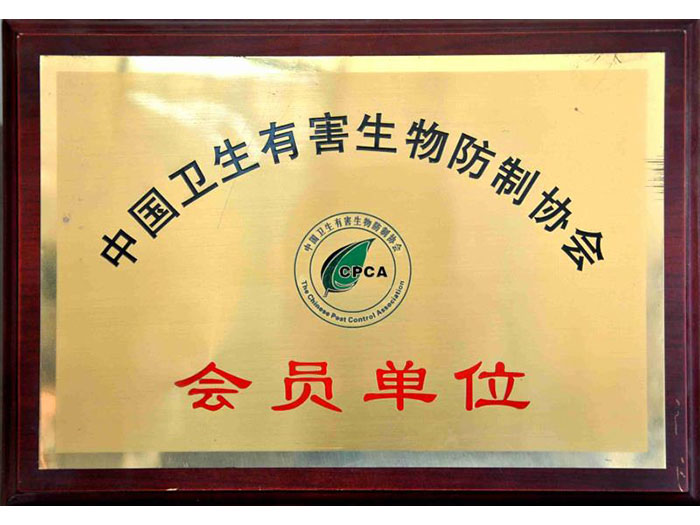 中国卫生有害生物防制协会
中国卫生有害生物防制协会
CPCA
The Chinese Pest Control Association
会员单位